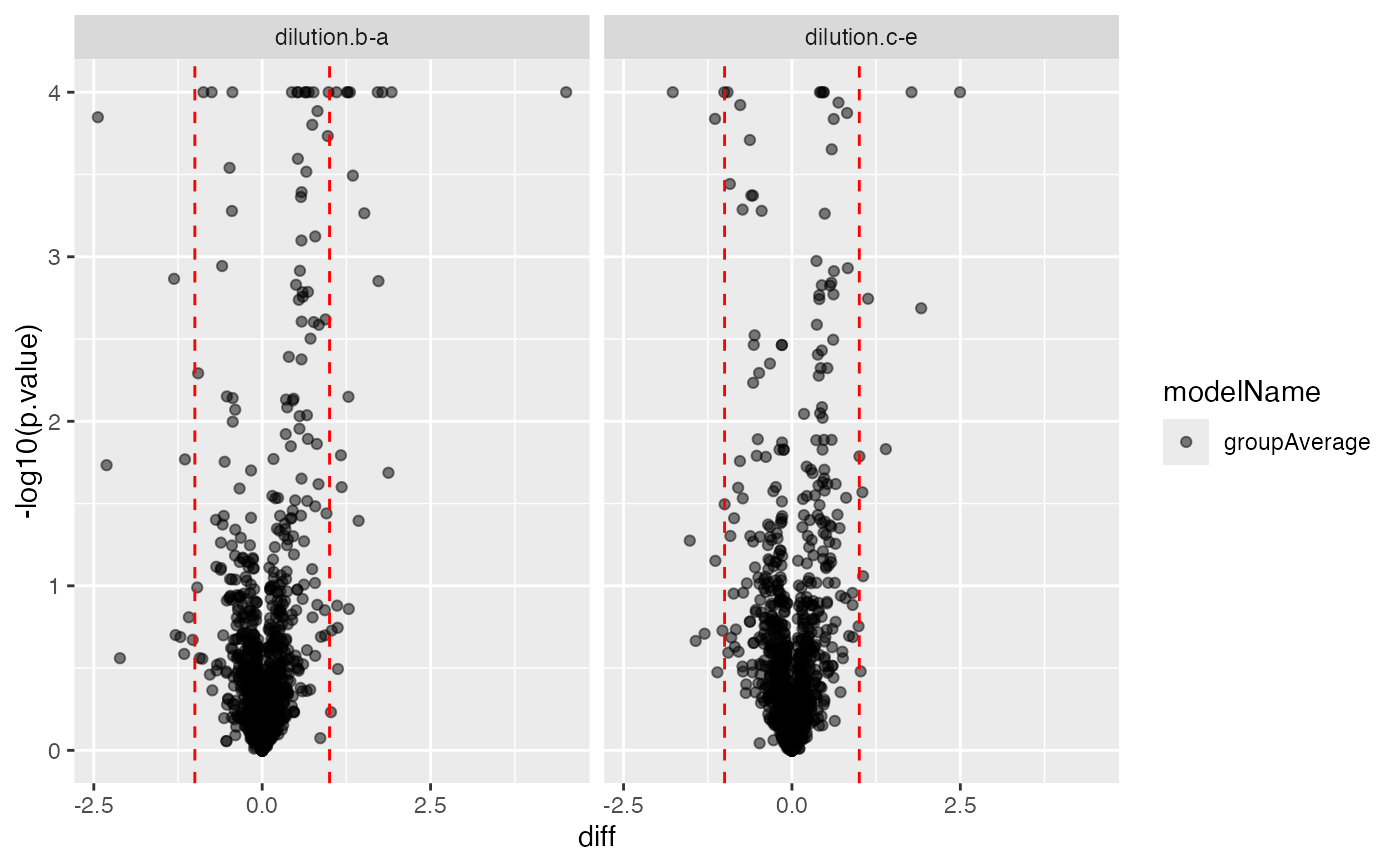 dilution.b-a
dilution.c-e
4
3
2
1
0
-log10(p.value)
-2.5
0.0
2.5
-2.5
0.0
2.5
diff
modelName
groupAverage